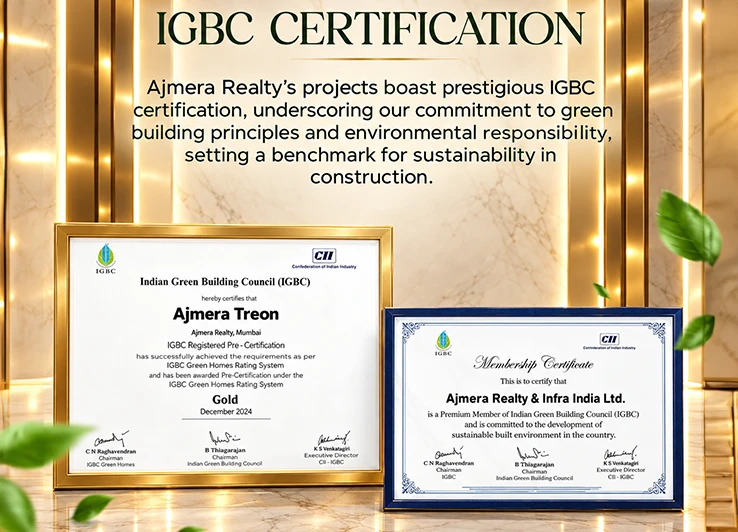 IGBC CERTIFICATION
Ajmera Realty's projects boast prestigious IGBC
certification, underscoring our commitment to green
building principles and environmental responsibility,
setting a benchmark for sustainability in
construction.
IGBC
CII
Confederation of Indian Industry
Indian Green Building Council (IGBC)
hereby certifies that
Ajmera Treon
Ajmera Realty, Mumbai
IGBC Registered Pre-Certification
has successfully achieved the requirements as per
IGBC Green Homes Rating System
and has been awarded Pre-Certification under the
IGBC Green Homes Rating System
Gold
December 2024
C N Raghavendran
Chairman
IGBC Green Homes
B Thiagarajan
Chairman
Indian Green Building Council
K S Venkatagiri
Executive Director
CII - IGBC
IGBC
CII
Confederation of Indian Industry
Membership Certificate
This is to certify that
Ajmera Realty & Infra India Ltd.
is a Premium Member of Indian Green Building Council (IGBC)
and is committed to the development of
sustainable built environment in the country.
C N Raghavendran
Chairman
IGBC
B Thiagarajan
Chairman
Indian Green Building Council
K S Venkatagiri
Executive Director
CII - IGBC